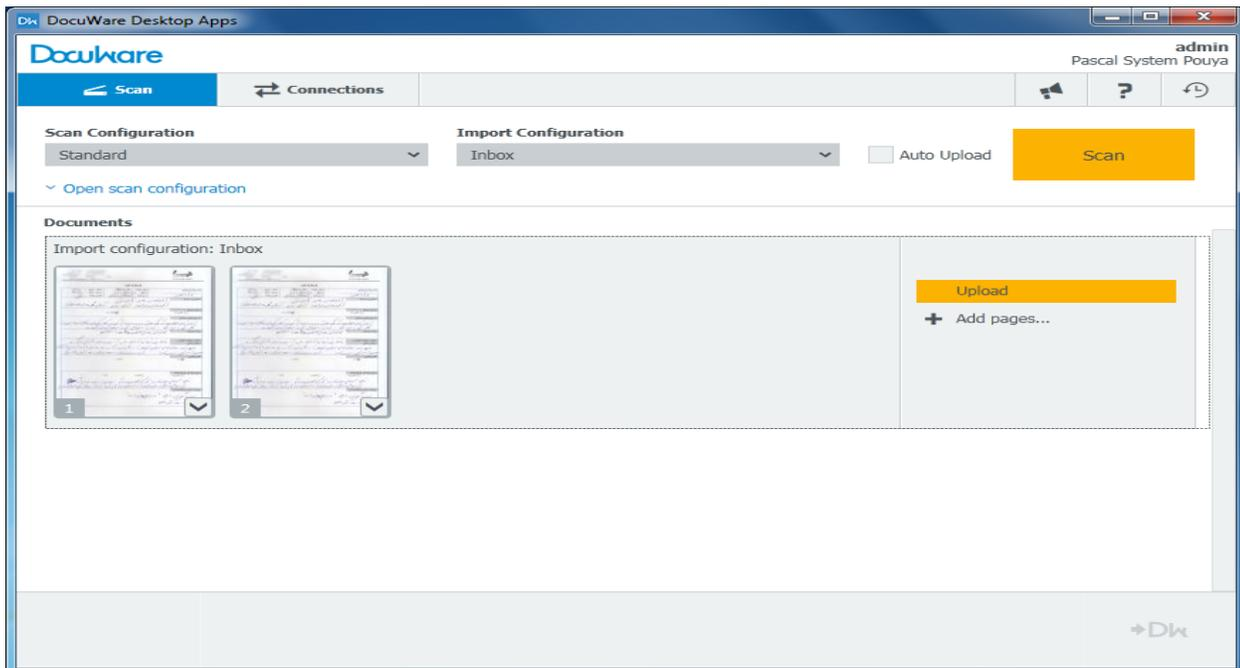 DocuWare Desktop Apps
DocuWare
admin
Pascal System Pouya
Scan
Connections
?
Scan Configuration
Import Configuration
Standard
Inbox
Auto Upload
Scan
Open scan configuration
Documents
Import configuration: Inbox
Upload
+ Add pages...
1
2
DW